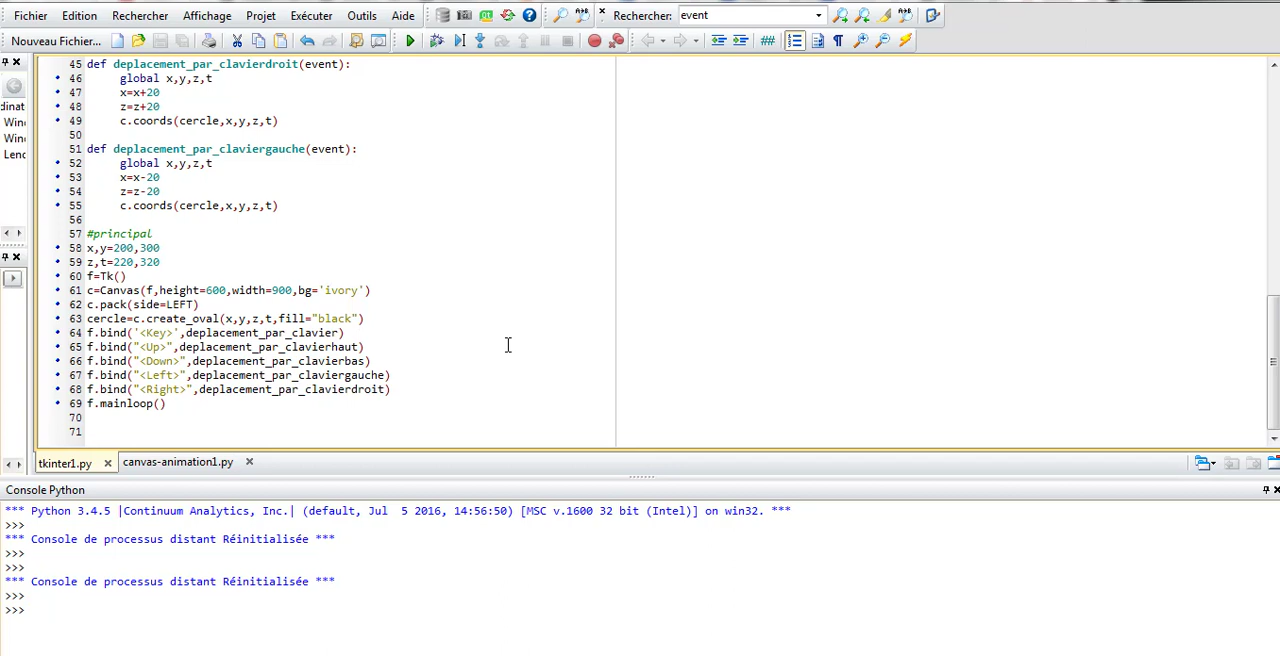 Fichier Edition Rechercher Affichage Projet Exécuter Outils Aide Rechercher: event
Nouveau Fichier...
45 def deplacement_par_clavierdroit(event):
46 global x,y,z,t
47 x=x+20
48 z=z+20
49 c.coords(cercle,x,y,z,t)
50
51 def deplacement_par_claviergauche(event):
52 global x,y,z,t
53 x=x-20
54 z=z-20
55 c.coords(cercle,x,y,z,t)
56
57 #principal
58 x,y=200,300
59 z,t=220,320
60 f=Tk()
61 c=Canvas(f,height=600,width=900,bg='ivory')
62 c.pack(side=LEFT)
63 cercle=c.create_oval(x,y,z,t,fill="black")
64 f.bind('<Key>',deplacement_par_clavier)
65 f.bind("<Up>",deplacement_par_clavierhaut)
66 f.bind("<Down>",deplacement_par_clavierbas)
67 f.bind("<Left>",deplacement_par_claviergauche)
68 f.bind("<Right>",deplacement_par_clavierdroit)
69 f.mainloop()
70
71
dinat
Win
Win
Lenc
tkinter1.py canvas-animation1.py
Console Python
*** Python 3.4.5 |Continuum Analytics, Inc.| (default, Jul  5 2016, 14:56:50) [MSC v.1600 32 bit (Intel)] on win32. ***
>>>
*** Console de processus distant Réinitialisée ***
>>>
>>>
*** Console de processus distant Réinitialisée ***
>>>
>>>